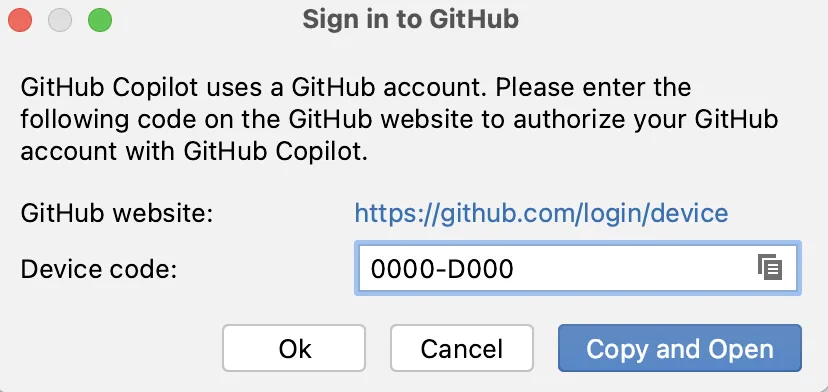 Sign in to GitHub
GitHub Copilot uses a GitHub account. Please enter the
following code on the GitHub website to authorize your GitHub
account with GitHub Copilot.
GitHub website: https://github.com/login/device
Device code: 0000-D000
Ok Cancel Copy and Open